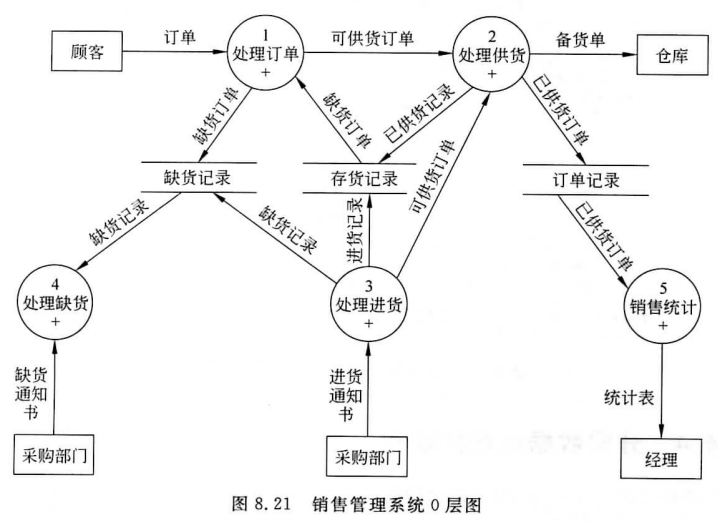 订单
可供货订单
备货单
顾客
1
处理订单
+
2
处理供货
+
仓库
缺货订单
缺货订单
已供货记录
已供货订单
可供货订单
缺货记录
存货记录
订单记录
缺货记录
缺货记录
进货记录
已供货订单
4
处理缺货
+
3
处理进货
+
5
销售统计
+
缺货
通知
书
进货
通知
书
统计表
采购部门
采购部门
经理
图 8.21 销售管理系统 0 层图